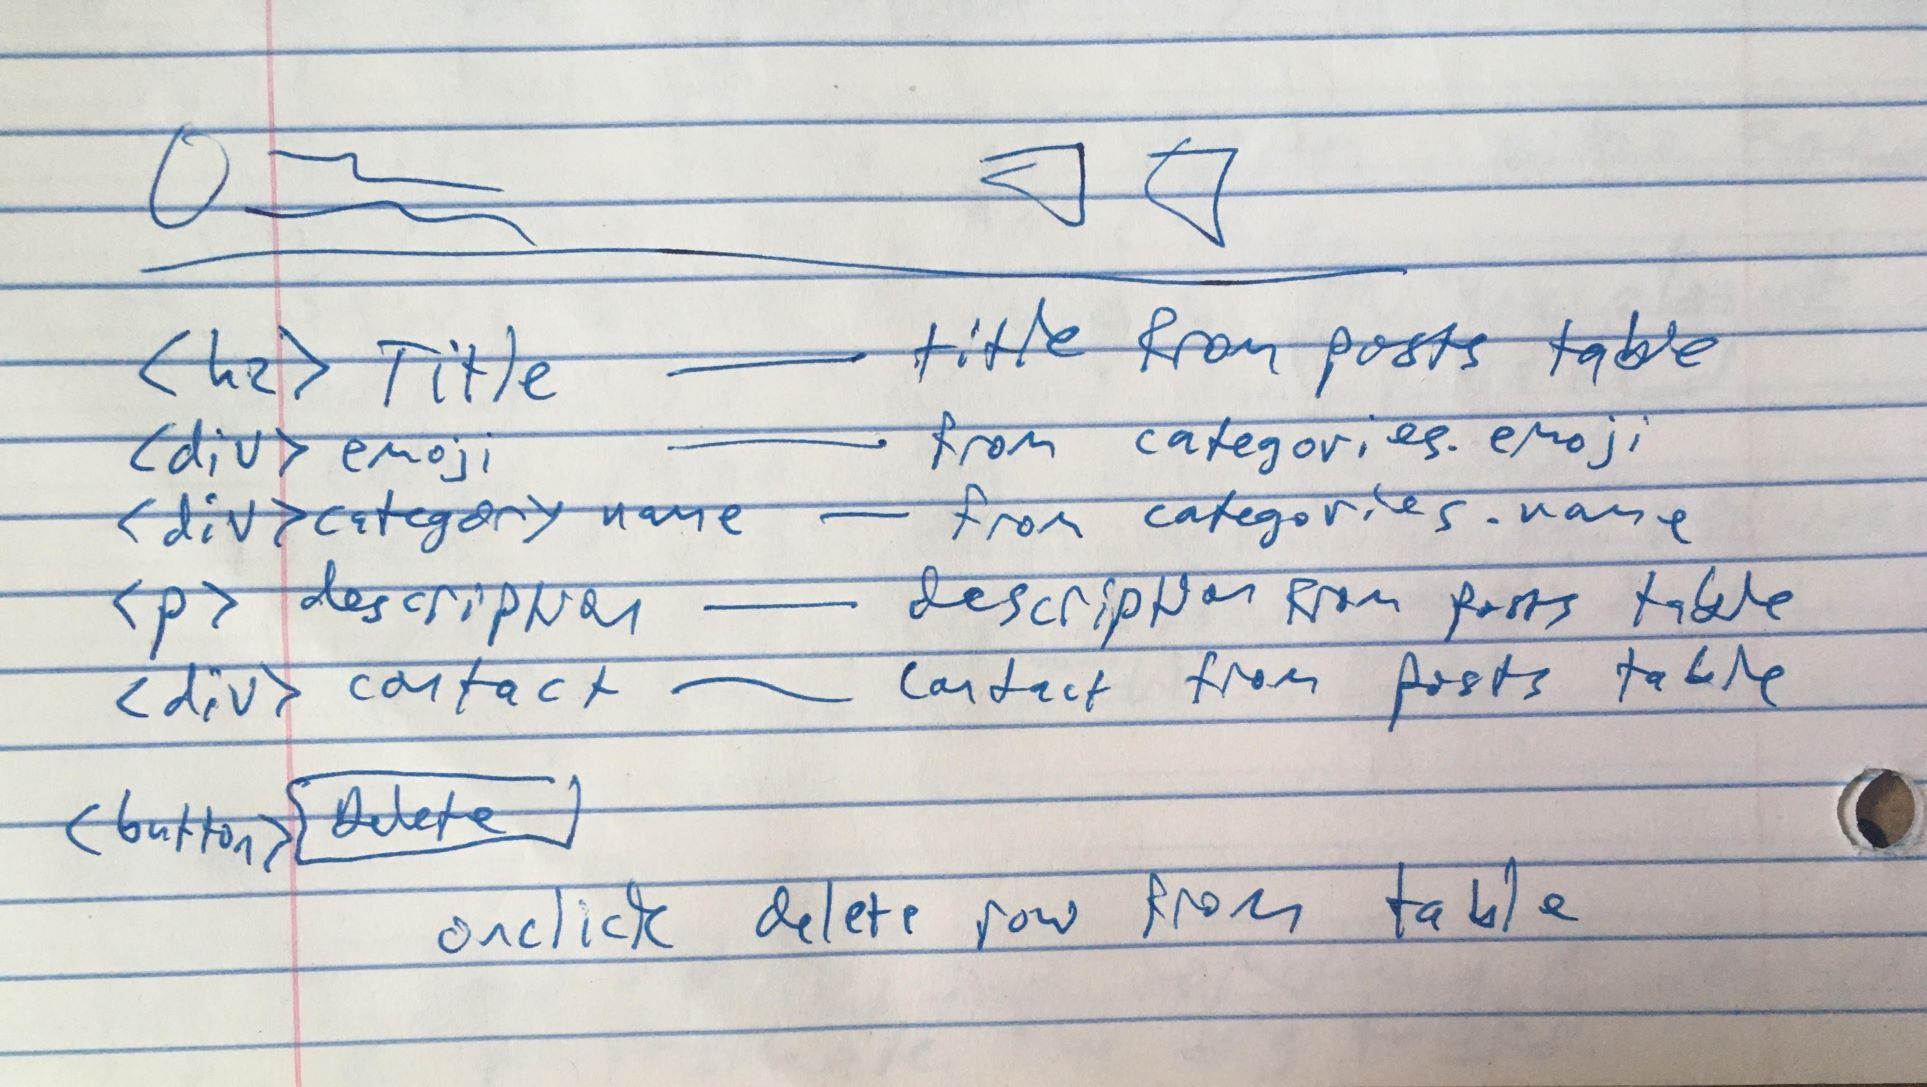 <h2> Title — title from posts table
<div> emoji — from categories.emoji
<div> category name — from categories.name
<p> description — description from posts table
<div> contact — contact from posts table
<button> Delete
onclick delete row from table